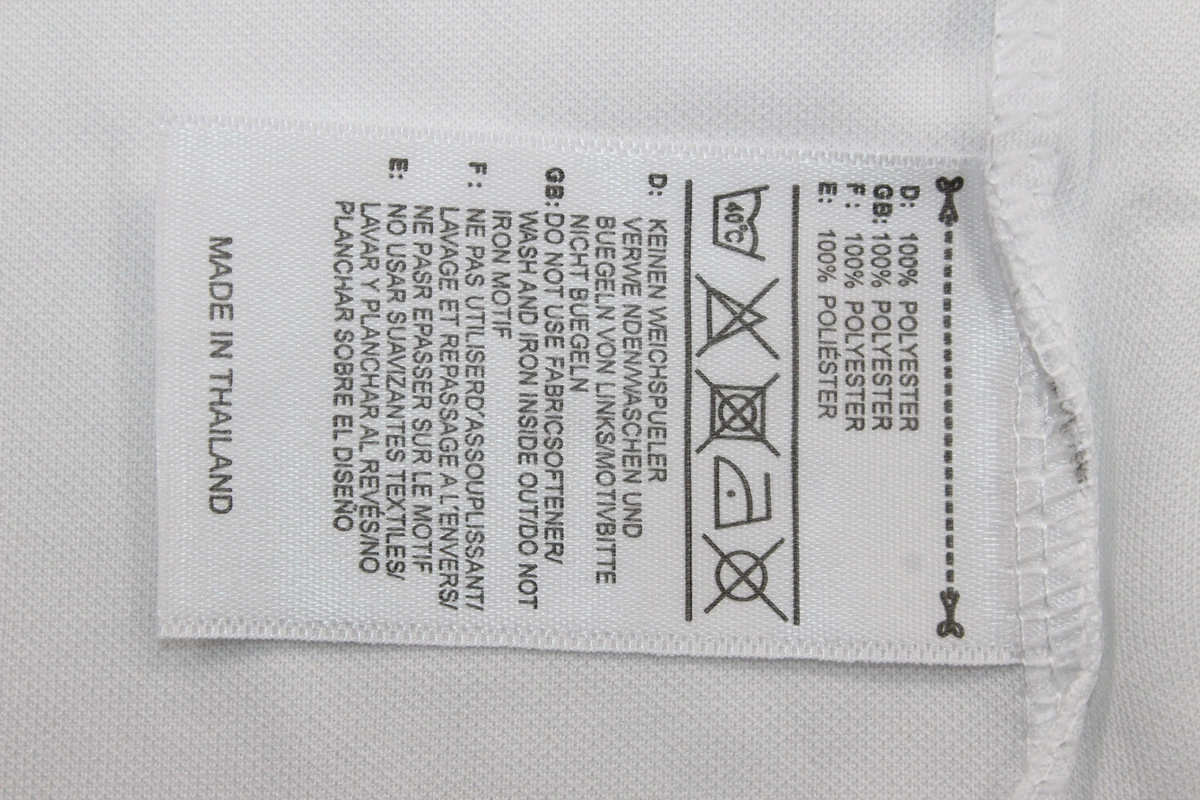 D: 100% POLYESTER
GB: 100% POLYESTER
F: 100% POLYESTER
E: 100% POLIÉSTER
40°C
D: KEINEN WEICHSPUELER
VERWE NDEN/WASCHEN UND
BUEGELN VON LINKS/MOTIVBITTE
NICHT BUEGELN
GB: DO NOT USE FABRICSOFTENER/
WASH AND IRON INSIDE OUT/DO NOT
IRON MOTIF
F: NE PAS UTILISERD'ASSOUPLISSANT/
LAVAGE ET REPASSAGE A L'ENVERS/
NE PASR EPASSER SUR LE MOTIF
E: NO USAR SUAVIZANTES TEXTILES/
LAVAR Y PLANCHAR AL REVÉS/NO
PLANCHAR SOBRE EL DISEÑO
MADE IN THAILAND